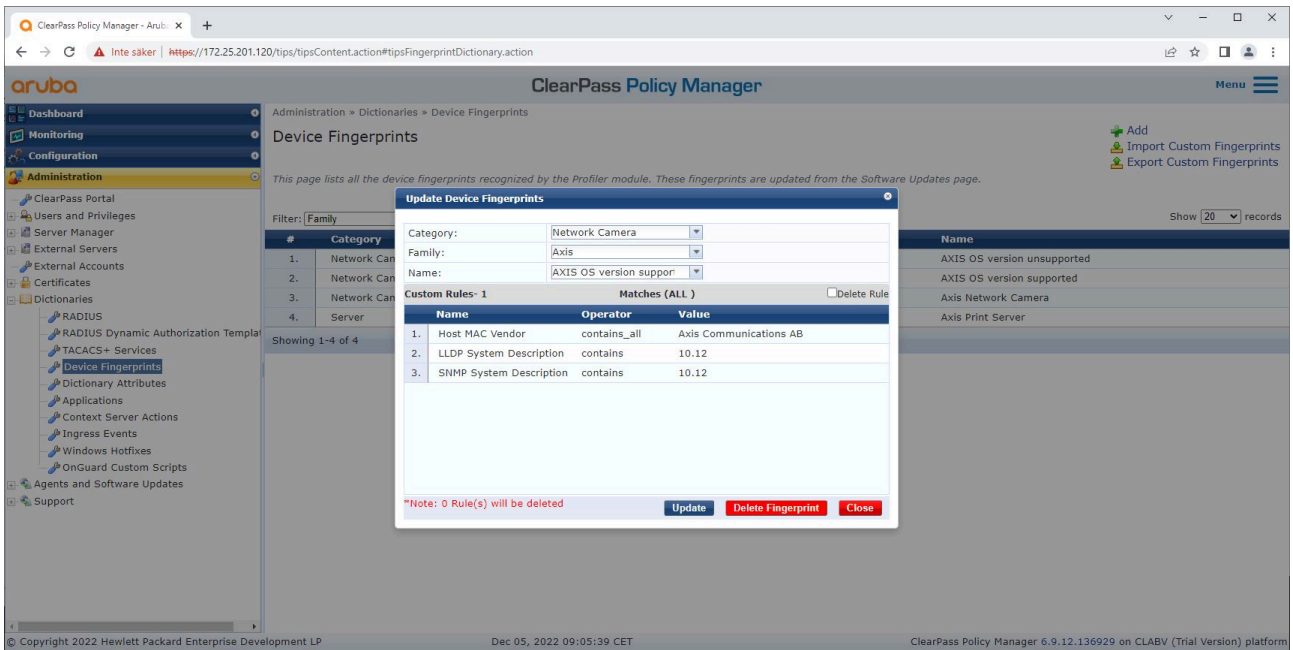 ClearPass Policy Manager - Arub
Inte säker | https://172.25.201.120/tips/tipsContent.action#tipsFingerprintDictionary.action
aruba
ClearPass Policy Manager
Menu
Dashboard
Monitoring
Configuration
Administration
ClearPass Portal
Users and Privileges
Server Manager
External Servers
External Accounts
Certificates
Dictionaries
RADIUS
RADIUS Dynamic Authorization Templat
TACACS+ Services
Device Fingerprints
Dictionary Attributes
Applications
Context Server Actions
Ingress Events
Windows Hotfixes
OnGuard Custom Scripts
Agents and Software Updates
Support
Administration » Dictionaries » Device Fingerprints
Device Fingerprints
Add
Import Custom Fingerprints
Export Custom Fingerprints
This page lists all the device fingerprints recognized by the Profiler module. These fingerprints are updated from the Software Updates page.
Filter: Family
Show 20 records
# Category Name
1. Network Can AXIS OS version unsupported
2. Network Can AXIS OS version supported
3. Network Can Axis Network Camera
4. Server Axis Print Server
Showing 1-4 of 4
Update Device Fingerprints
Category: Network Camera
Family: Axis
Name: AXIS OS version suppor
Custom Rules- 1 Matches (ALL ) Delete Rule
Name Operator Value
1. Host MAC Vendor contains_all Axis Communications AB
2. LLDP System Description contains 10.12
3. SNMP System Description contains 10.12
*Note: 0 Rule(s) will be deleted
Update Delete Fingerprint Close
© Copyright 2022 Hewlett Packard Enterprise Development LP Dec 05, 2022 09:05:39 CET ClearPass Policy Manager 6.9.12.136929 on CLABV (Trial Version) platform